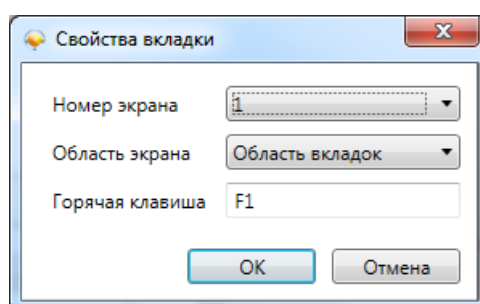 Свойства вкладки
Номер экрана 1
Область экрана Область вкладок
Горячая клавиша F1
OK Отмена